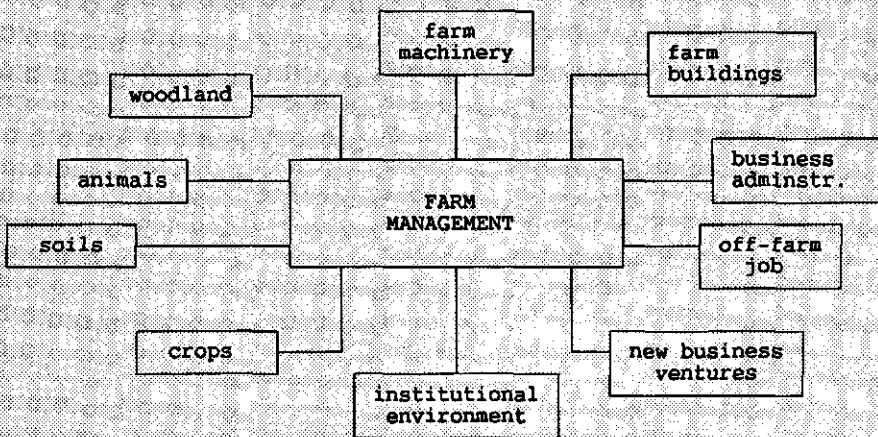 farm
machinery
farm
buildings
woodland
business
adminstr.
animals
FARM
MANAGEMENT
soils
off-farm
job
crops
new business
ventures
institutional
environment